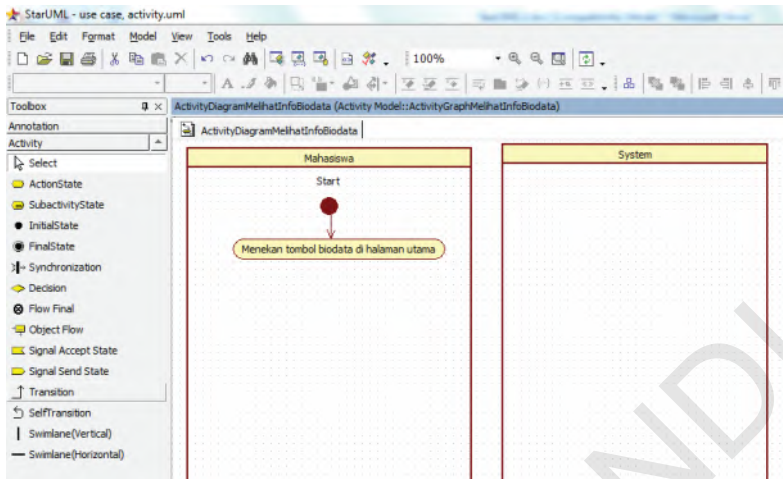 StarUML - use case, activity.uml
File Edit Format Model View Tools Help
100%
Toolbox
ActivityDiagramMelihatInfoBiodata (Activity Model::ActivityGraphMelihatInfoBiodata)
Annotation
ActivityDiagramMelihatInfoBiodata
Activity
Select
ActionState
SubactivityState
InitialState
FinalState
Synchronization
Decision
Flow Final
Object Flow
Signal Accept State
Signal Send State
Transition
SelfTransition
Swimlane(Vertical)
Swimlane(Horizontal)
Mahasiswa
Start
Menekan tombol biodata di halaman utama
System